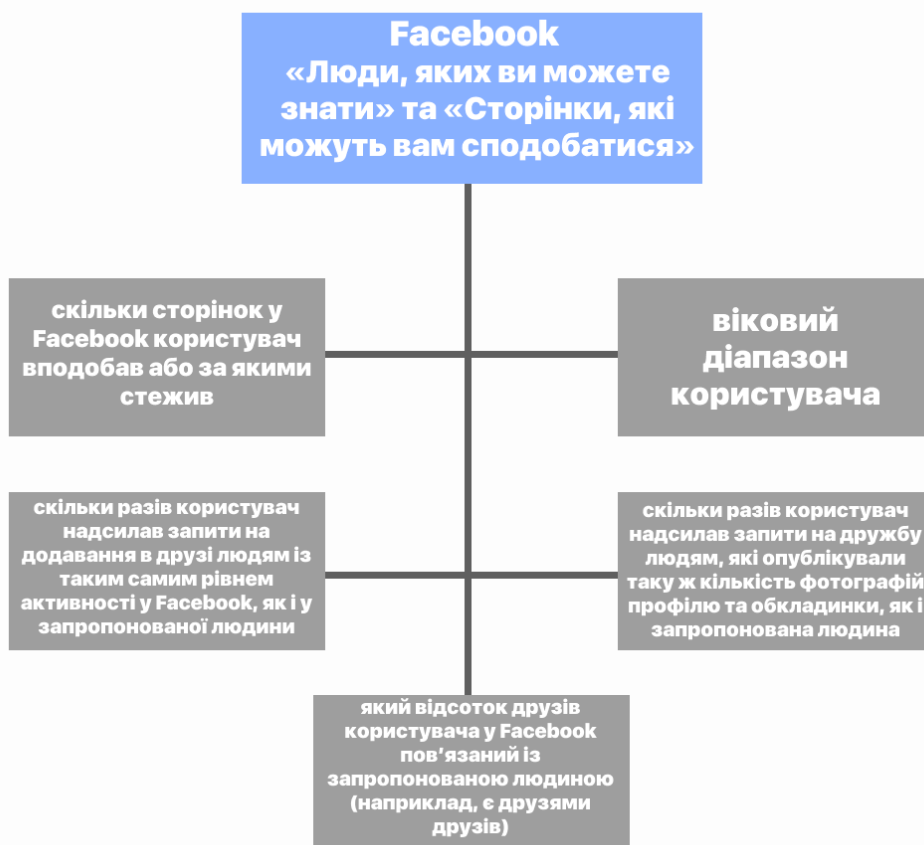 Facebook
«Люди, яких ви можете
знати» та «Сторінки, які
можуть вам сподобатися»
скільки сторінок у
Facebook користувач
вподобав або за якими
стежив
віковий
діапазон
користувача
скільки разів користувач
надсилав запити на
додавання в друзі людям із
таким самим рівнем
активності у Facebook, як і у
запропонованої людини
скільки разів користувач
надсилав запити на дружбу
людям, які опублікували
таку ж кількість фотографій
профілю та обкладинки, як і
запропонована людина
який відсоток друзів
користувача у Facebook
пов’язаний із
запропонованою людиною
(наприклад, є друзями
друзів)